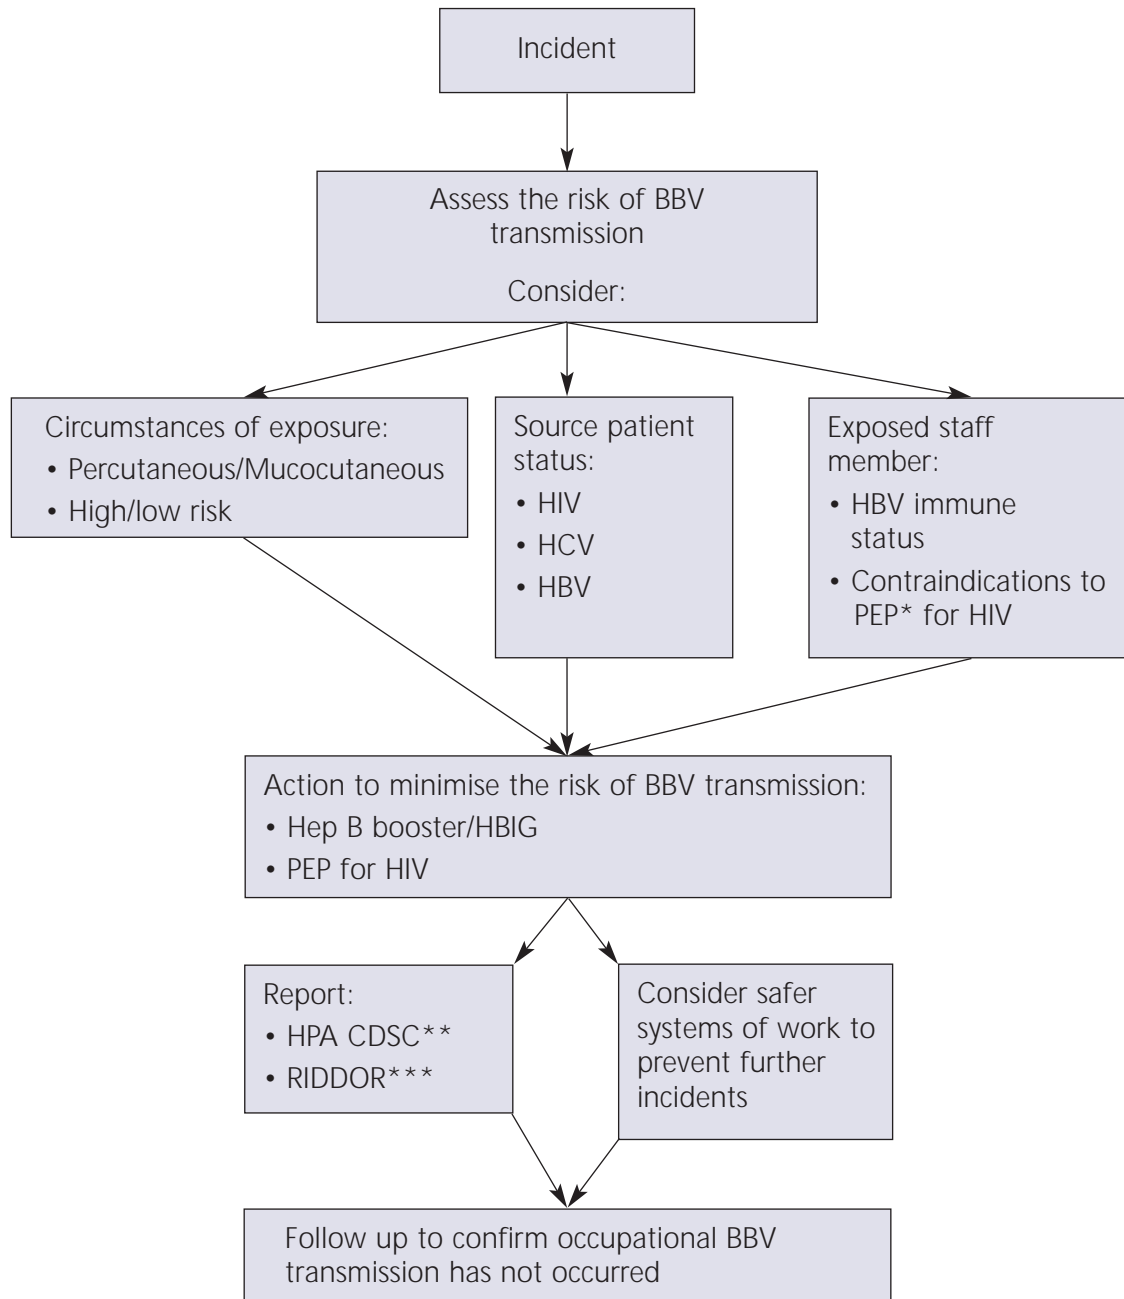 Incident
Assess the risk of BBV
transmission
Consider:
Circumstances of exposure:
• Percutaneous/Mucocutaneous
• High/low risk
Source patient
status:
• HIV
• HCV
• HBV
Exposed staff
member:
• HBV immune
status
• Contraindications to
PEP* for HIV
Action to minimise the risk of BBV transmission:
• Hep B booster/HBIG
• PEP for HIV
Report:
• HPA CDSC**
• RIDDOR***
Consider safer
systems of work to
prevent further
incidents
Follow up to confirm occupational BBV
transmission has not occurred